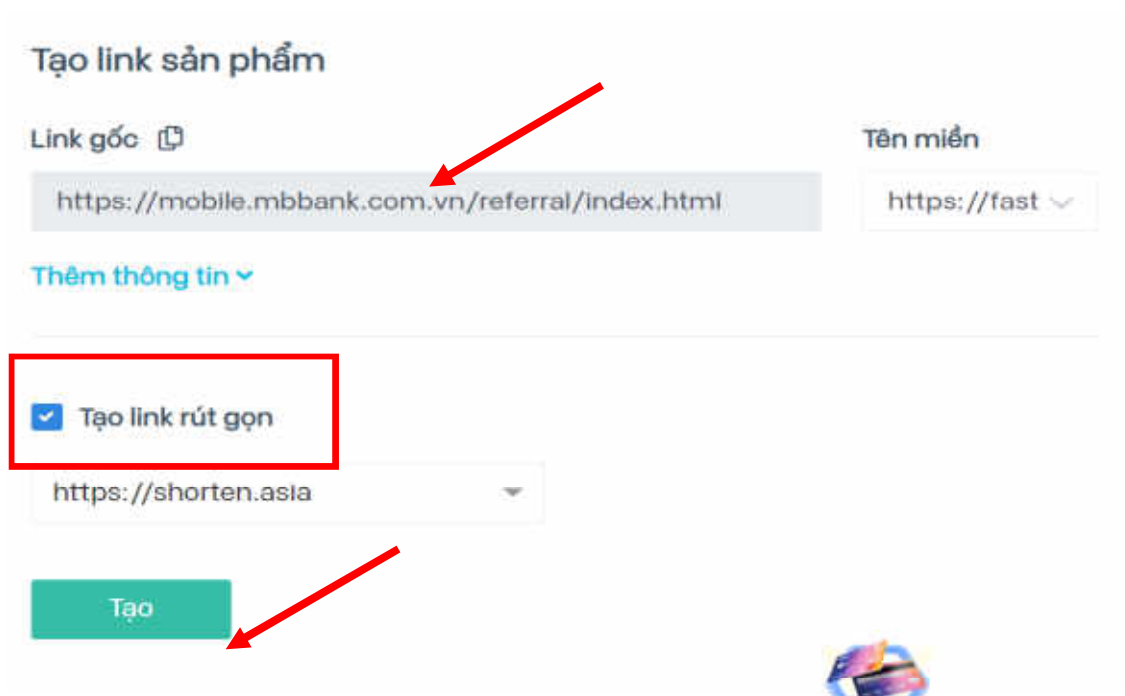 Tạo link sản phẩm
Link gốc
Tên miền
https://mobile.mbbank.com.vn/referral/index.html
https://fast
Thêm thông tin
Tạo link rút gọn
https://shorten.asia
Tạo